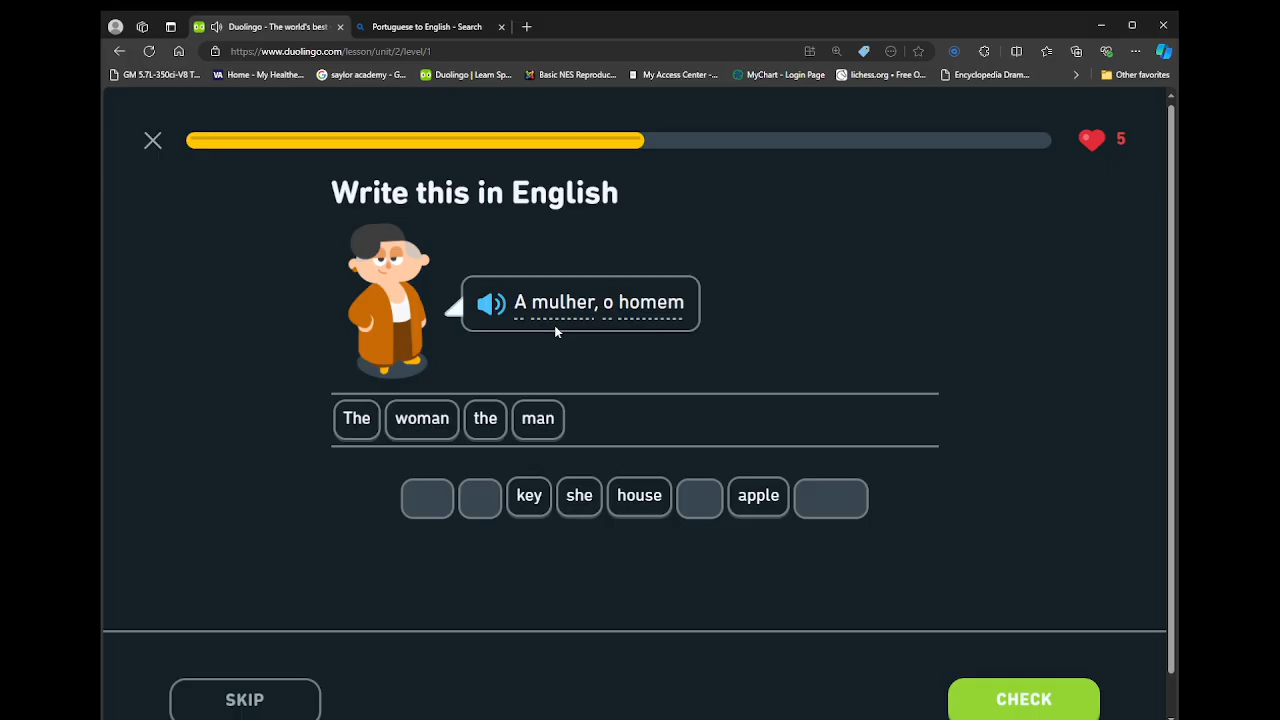 Duolingo - The world's best
Portuguese to English - Search
https://www.duolingo.com/lesson/unit/2/level/1
GM 5.7L-350ci-V8 T...
Home - My Healthe...
saylor academy - G...
Duolingo | Learn Sp...
Basic NES Reproduc...
My Access Center -...
MyChart - Login Page
lichess.org • Free O...
Encyclopedia Dram...
Other favorites
5
Write this in English
A mulher, o homem
The woman the man
key she house apple
SKIP
CHECK